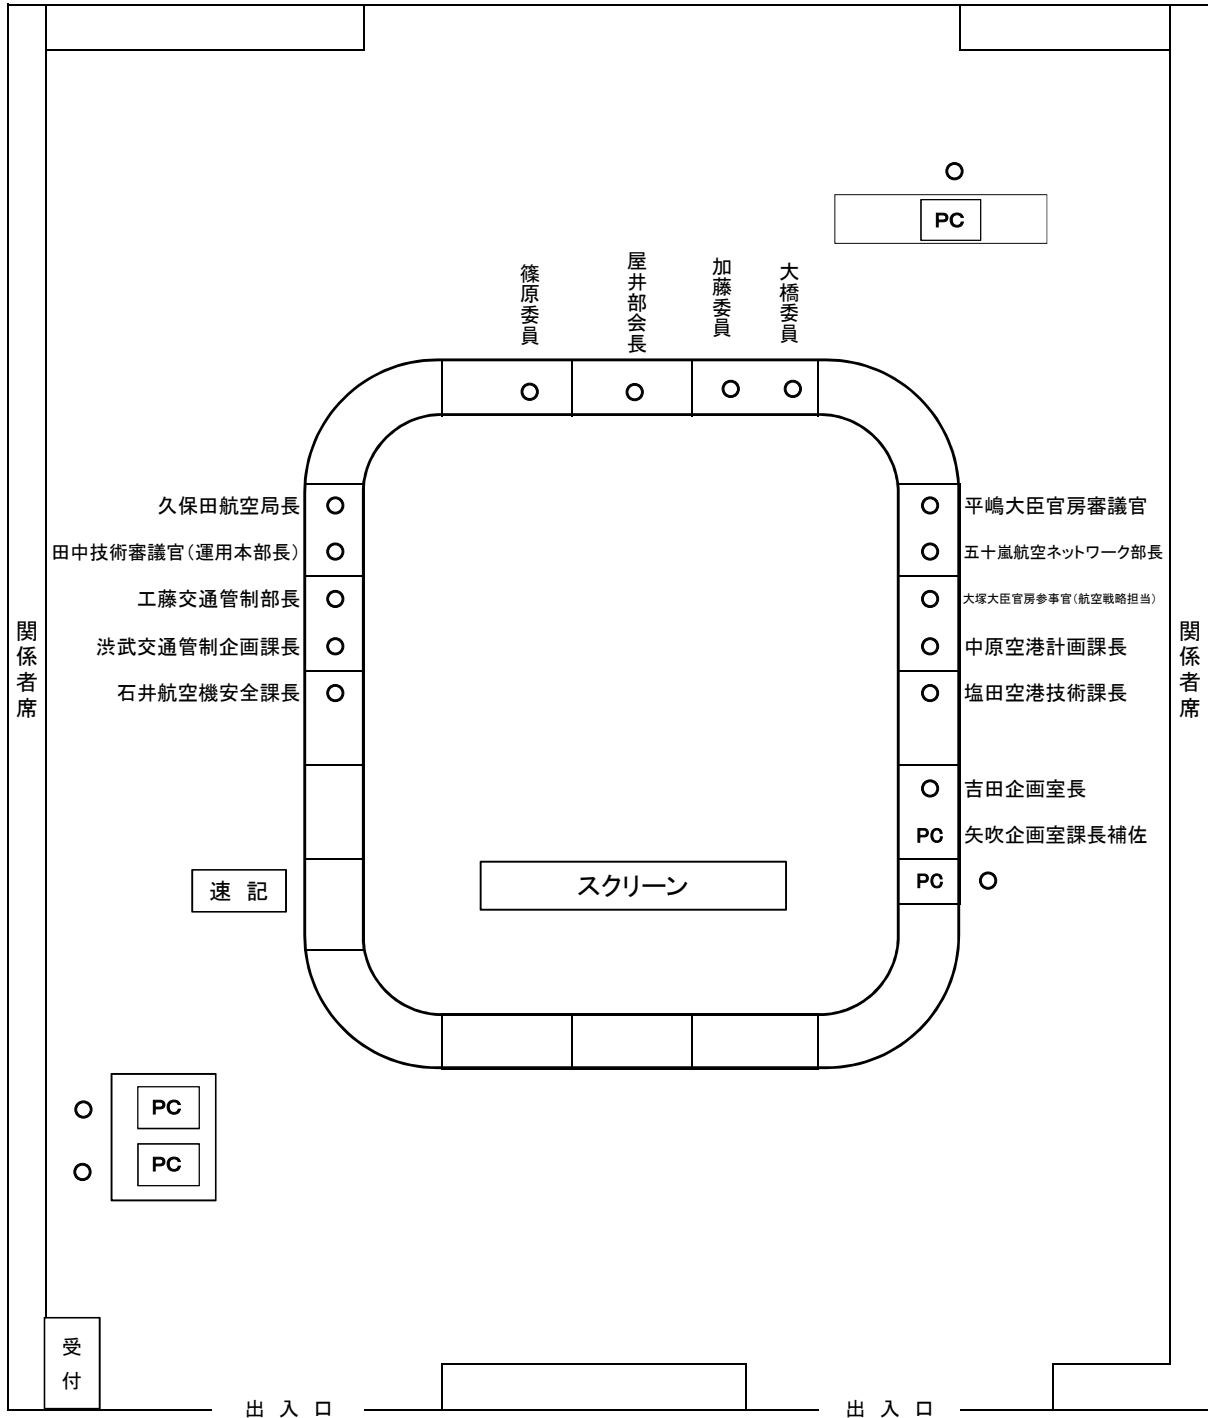 PC
篠原委員
屋井部会長
加藤委員
大橋委員
久保田航空局長
平嶋大臣官房審議官
田中技術審議官（運用本部長）
五十嵐航空ネットワーク部長
工藤交通管制部長
大塚大臣官房参事官（航空戦略担当）
渋武交通管制企画課長
中原空港計画課長
石井航空機安全課長
塩田空港技術課長
関係者席
関係者席
吉田企画室長
PC 矢吹企画室課長補佐
PC
速 記
スクリーン
PC
PC
受付
出 入 口
出 入 口